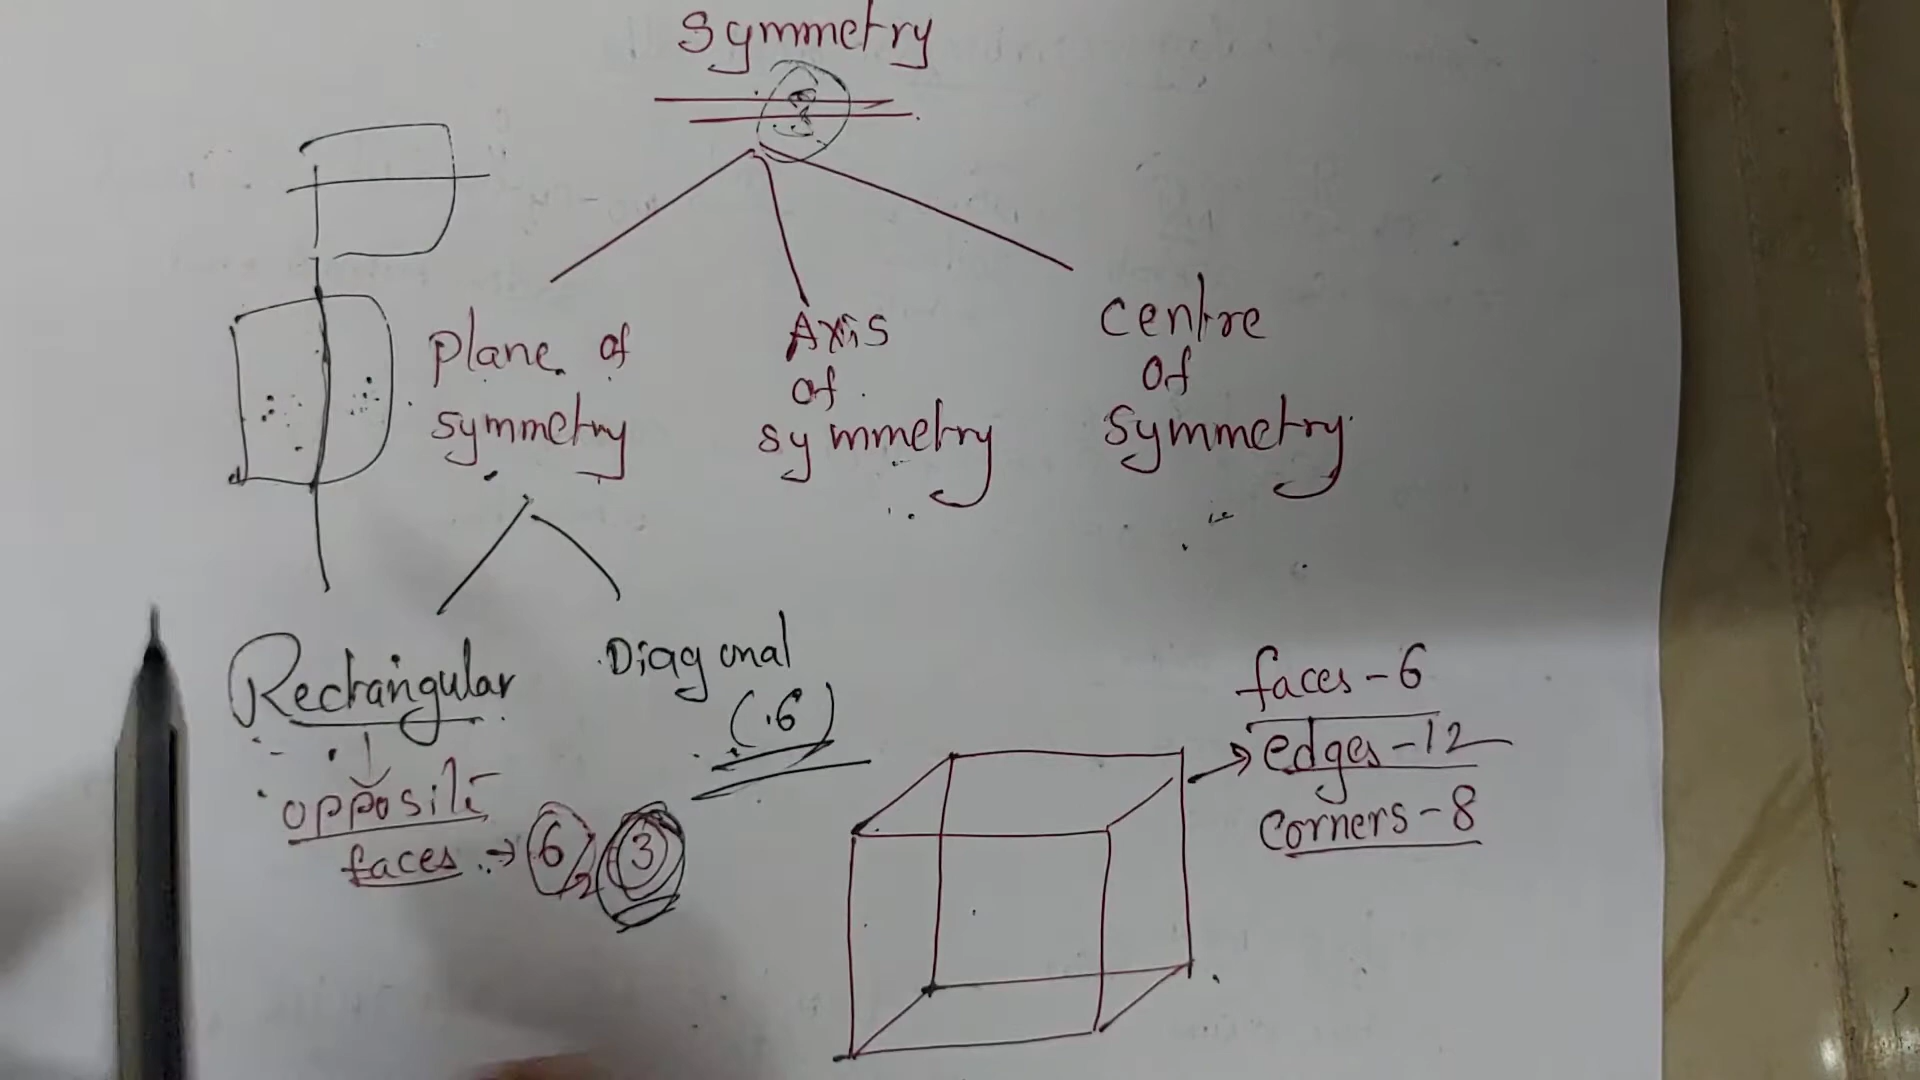 Symmetry
Plane of
symmetry
Axis
of
symmetry
Centre
of
Symmetry
Rectangular
opposite
faces → 6, 3
Diagonal
(6)
faces - 6
edges - 12
Corners - 8